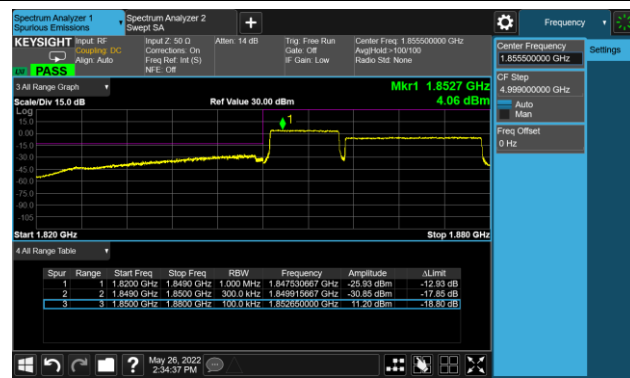 Spectrum Analyzer 1
Spurious Emissions
Spectrum Analyzer 2
Swept SA
Frequency
KEYSIGHT
Input: RF
Coupling: DC
Align: Auto
Input Z: 50 Ω
Corrections: On
Freq Ref: Int (S)
NFE: Off
Atten: 14 dB
Trig: Free Run
Gate: Off
IF Gain: Low
Center Freq: 1.855500000 GHz
Avg|Hold:>100/100
Radio Std: None
PASS
Center Frequency
1.855500000 GHz
Settings
CF Step
4.999000000 GHz
Auto
Man
Freq Offset
0 Hz
3 All Range Graph
Mkr1 1.8527 GHz
Scale/Div 15.0 dB
Ref Value 30.00 dBm
4.06 dBm
Log
15.0
0.00
-15.0
-30.0
-45.0
-60.0
-75.0
-90.0
-105
1
Start 1.820 GHz
Stop 1.880 GHz
4 All Range Table
Spur Range Start Freq Stop Freq RBW Frequency Amplitude ΔLimit
1 1 1.8200 GHz 1.8490 GHz 1.000 MHz 1.847530667 GHz -25.93 dBm -12.93 dB
2 2 1.8490 GHz 1.8500 GHz 300.0 kHz 1.849915667 GHz -30.85 dBm -17.85 dB
3 3 1.8500 GHz 1.8800 GHz 100.0 kHz 1.852650000 GHz 11.20 dBm -18.80 dB
?
May 26, 2022
2:34:37 PM